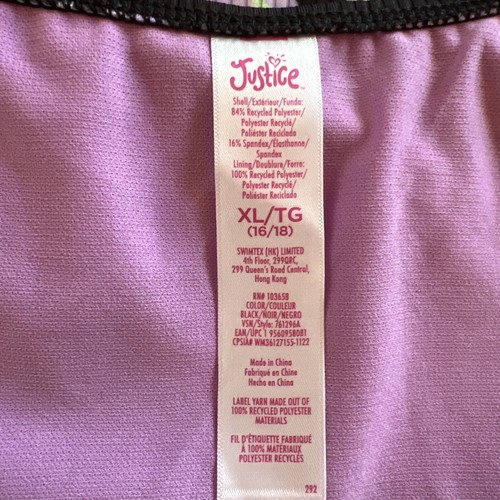 Justice™
Shell/Extérieur/Funda:
84% Recycled Polyester/
Polyester Recyclé/
Poliéster Reciclado
16% Spandex/Élasthanne/
Spandex
Lining/Doublure/Forro:
100% Recycled Polyester
/Polyester Recyclé/
Poliéster Reciclado
XL/TG
(16/18)
SWIMTEX (HK) LIMITED
4th Floor, 299QRC,
299 Queen's Road Central,
Hong Kong
RN# 103658
COLOR/COULEUR
BLACK/NOIR/NEGRO
VSN/Style: 761296A
EAN/UPC 1 9560958081
CPSIA# WM36127155-1122
Made in China
Fabriqué en Chine
Hecho en China
LABEL YARN MADE OUT OF
100% RECYCLED POLYESTER
MATERIALS
FIL D'ÉTIQUETTE FABRIQUÉ
À 100% MATÉRIAUX
POLYESTER RECYCLÉS
292